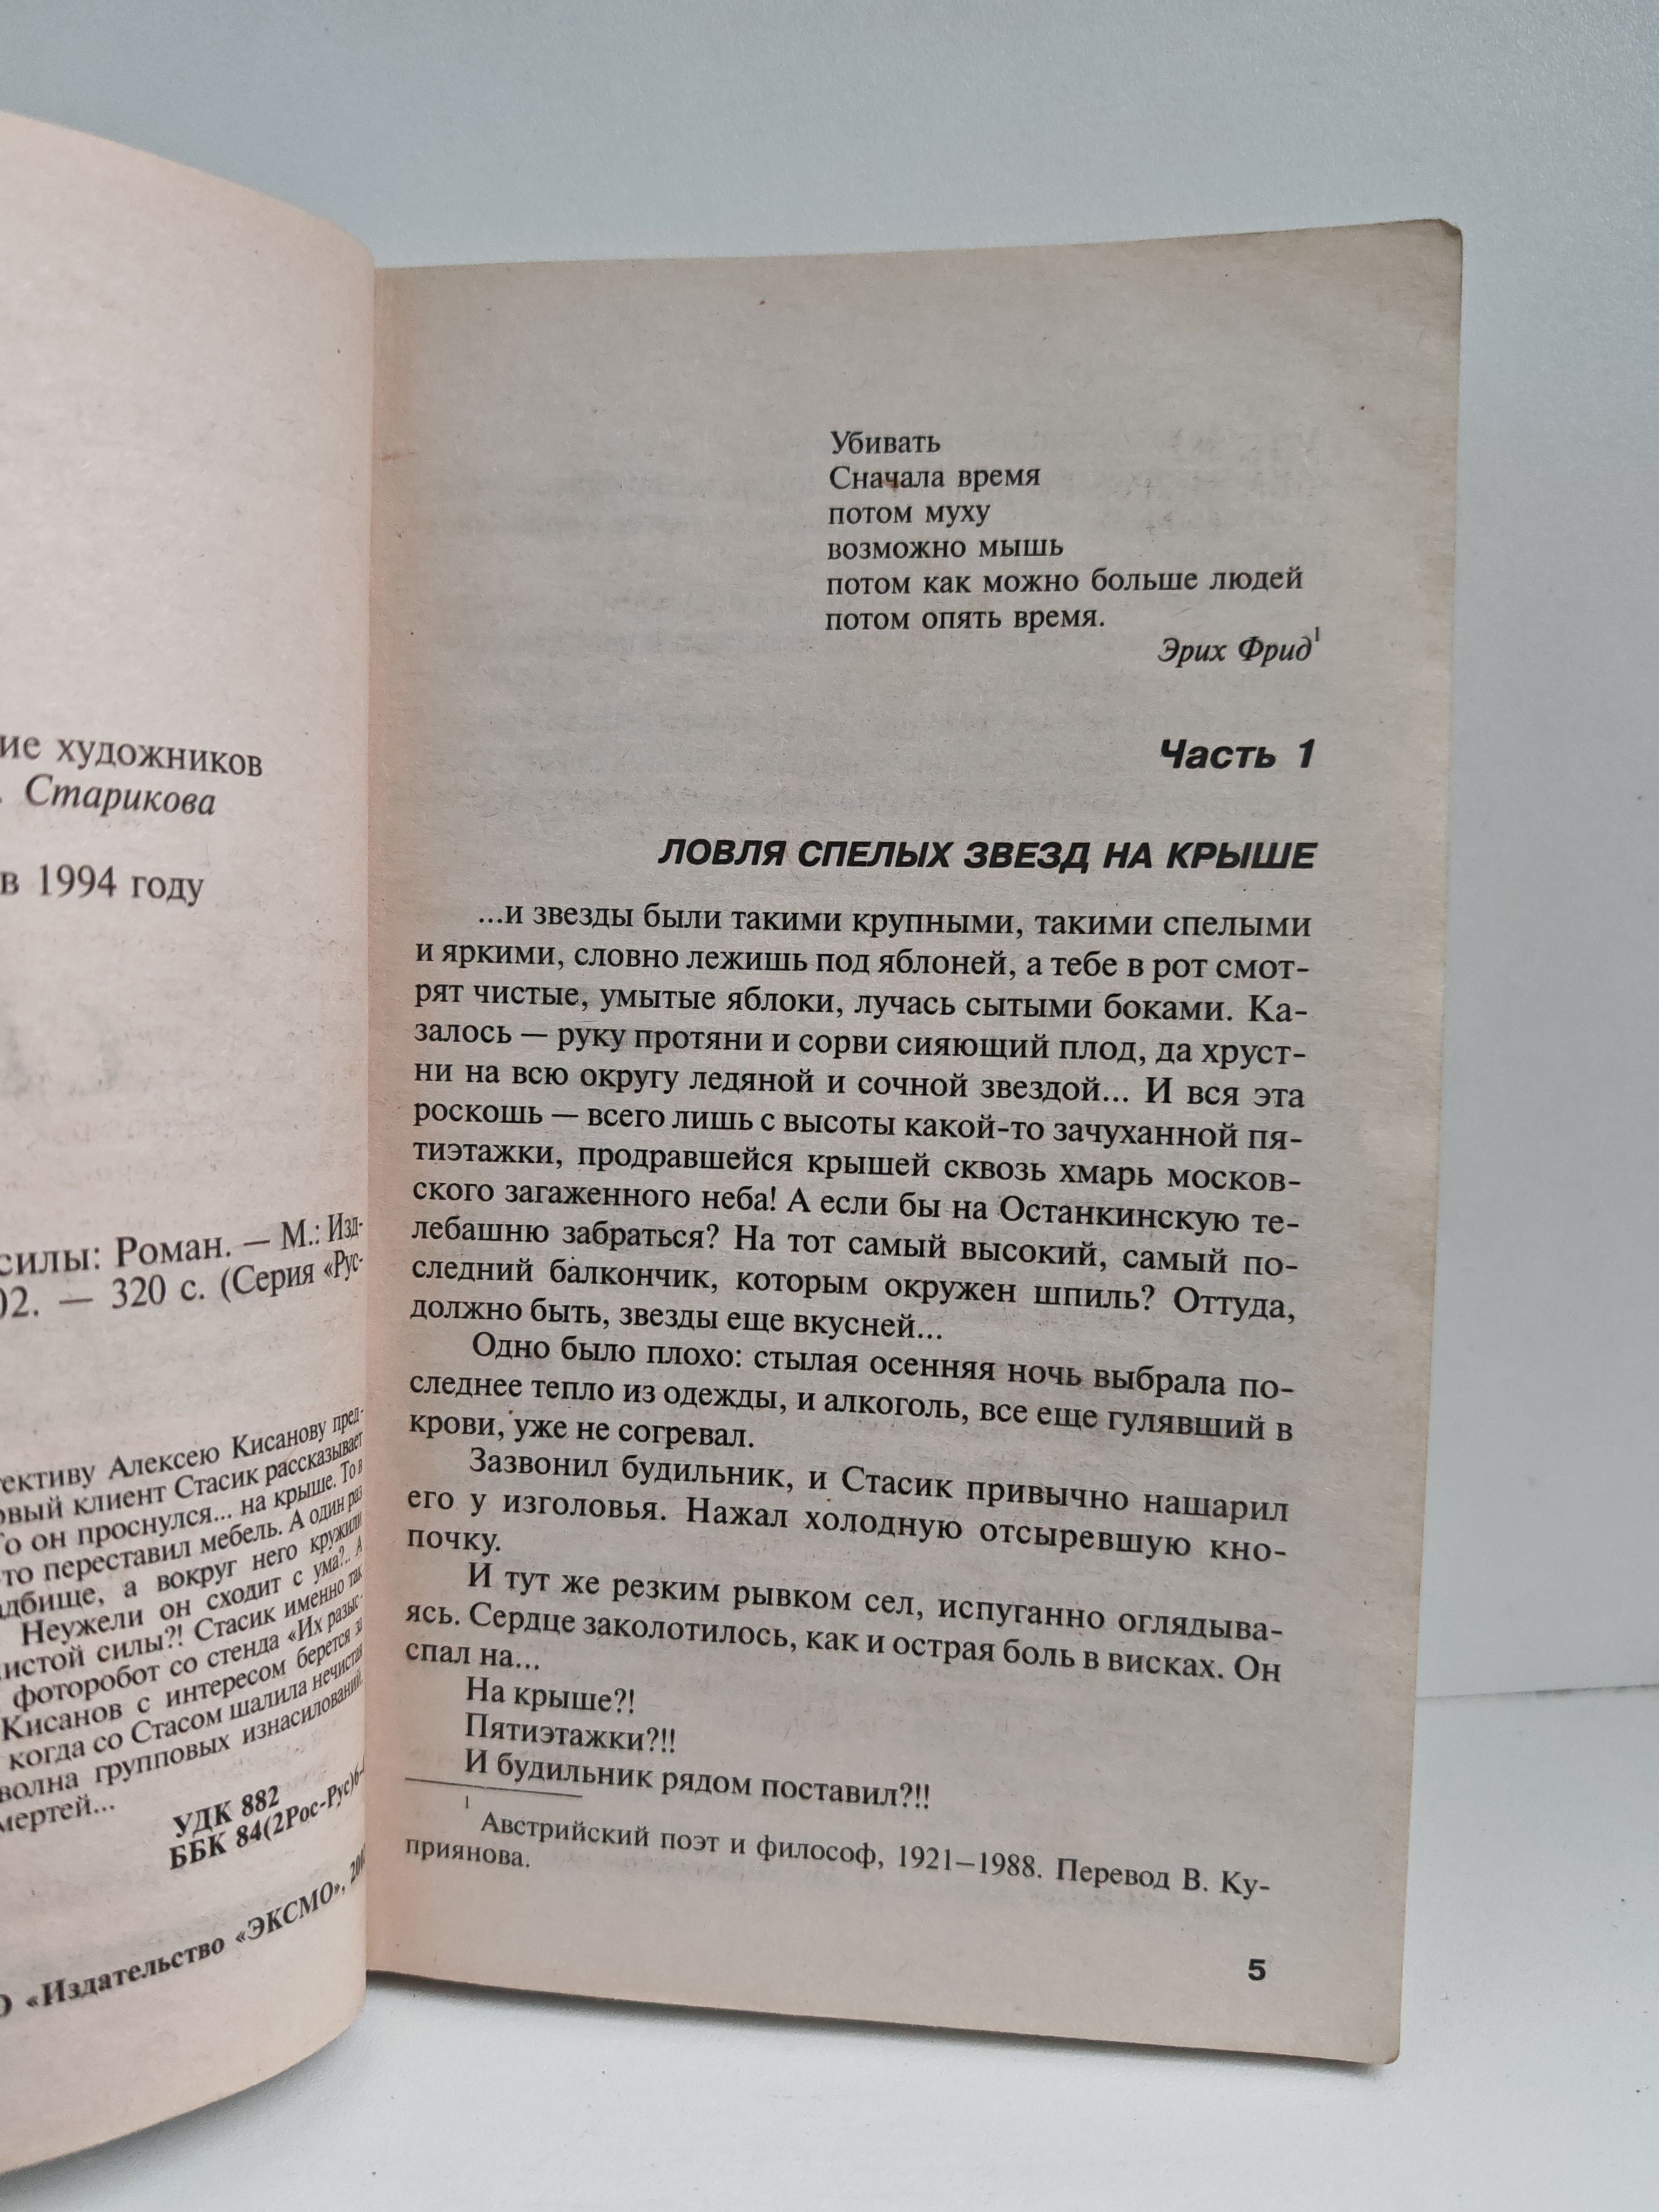 ие художников
Старикова
в 1994 году
силы: Роман. — М.: Изд-
02. — 320 с. (Серия «Рус-
Алексею Кисанову пред-
клиент Стасик рассказывает
он проснулся... на крыше. То в
переставил мебель. А один раз
а вокруг него кружили
Неужели он сходит с ума?.. А
силы?! Стасик именно так
фоторобот со стенда «Их разыс-
Кисанов с интересом берется за
когда со Стасом шалила нечистая
волна групповых изнасилований,
УДК 882
ББК 84(2Рос-Рус)6-
«Издательство «ЭКСМО»,
Убивать
Сначала время
потом муху
возможно мышь
потом как можно больше людей
потом опять время.
Эрих Фрид¹
Часть 1
ЛОВЛЯ СПЕЛЫХ ЗВЕЗД НА КРЫШЕ
...и звезды были такими крупными, такими спелыми
и яркими, словно лежишь под яблоней, а тебе в рот смот-
рят чистые, умытые яблоки, лучась сытыми боками. Ка-
залось — руку протяни и сорви сияющий плод, да хруст-
ни на всю округу ледяной и сочной звездой... И вся эта
роскошь — всего лишь с высоты какой-то зачуханной пя-
тиэтажки, продравшейся крышей сквозь хмарь москов-
ского загаженного неба! А если бы на Останкинскую те-
лебашню забраться? На тот самый высокий, самый по-
следний балкончик, которым окружен шпиль? Оттуда,
должно быть, звезды еще вкусней...
Одно было плохо: стылая осенняя ночь выбрала по-
следнее тепло из одежды, и алкоголь, все еще гулявший в
крови, уже не согревал.
Зазвонил будильник, и Стасик привычно нашарил
его у изголовья. Нажал холодную отсыревшую кно-
почку.
И тут же резким рывком сел, испуганно оглядыва-
ясь. Сердце заколотилось, как и острая боль в висках. Он
спал на...
На крыше?!
Пятиэтажки?!!
И будильник рядом поставил?!!
¹ Австрийский поэт и философ, 1921–1988. Перевод В. Ку-
приянова.
5